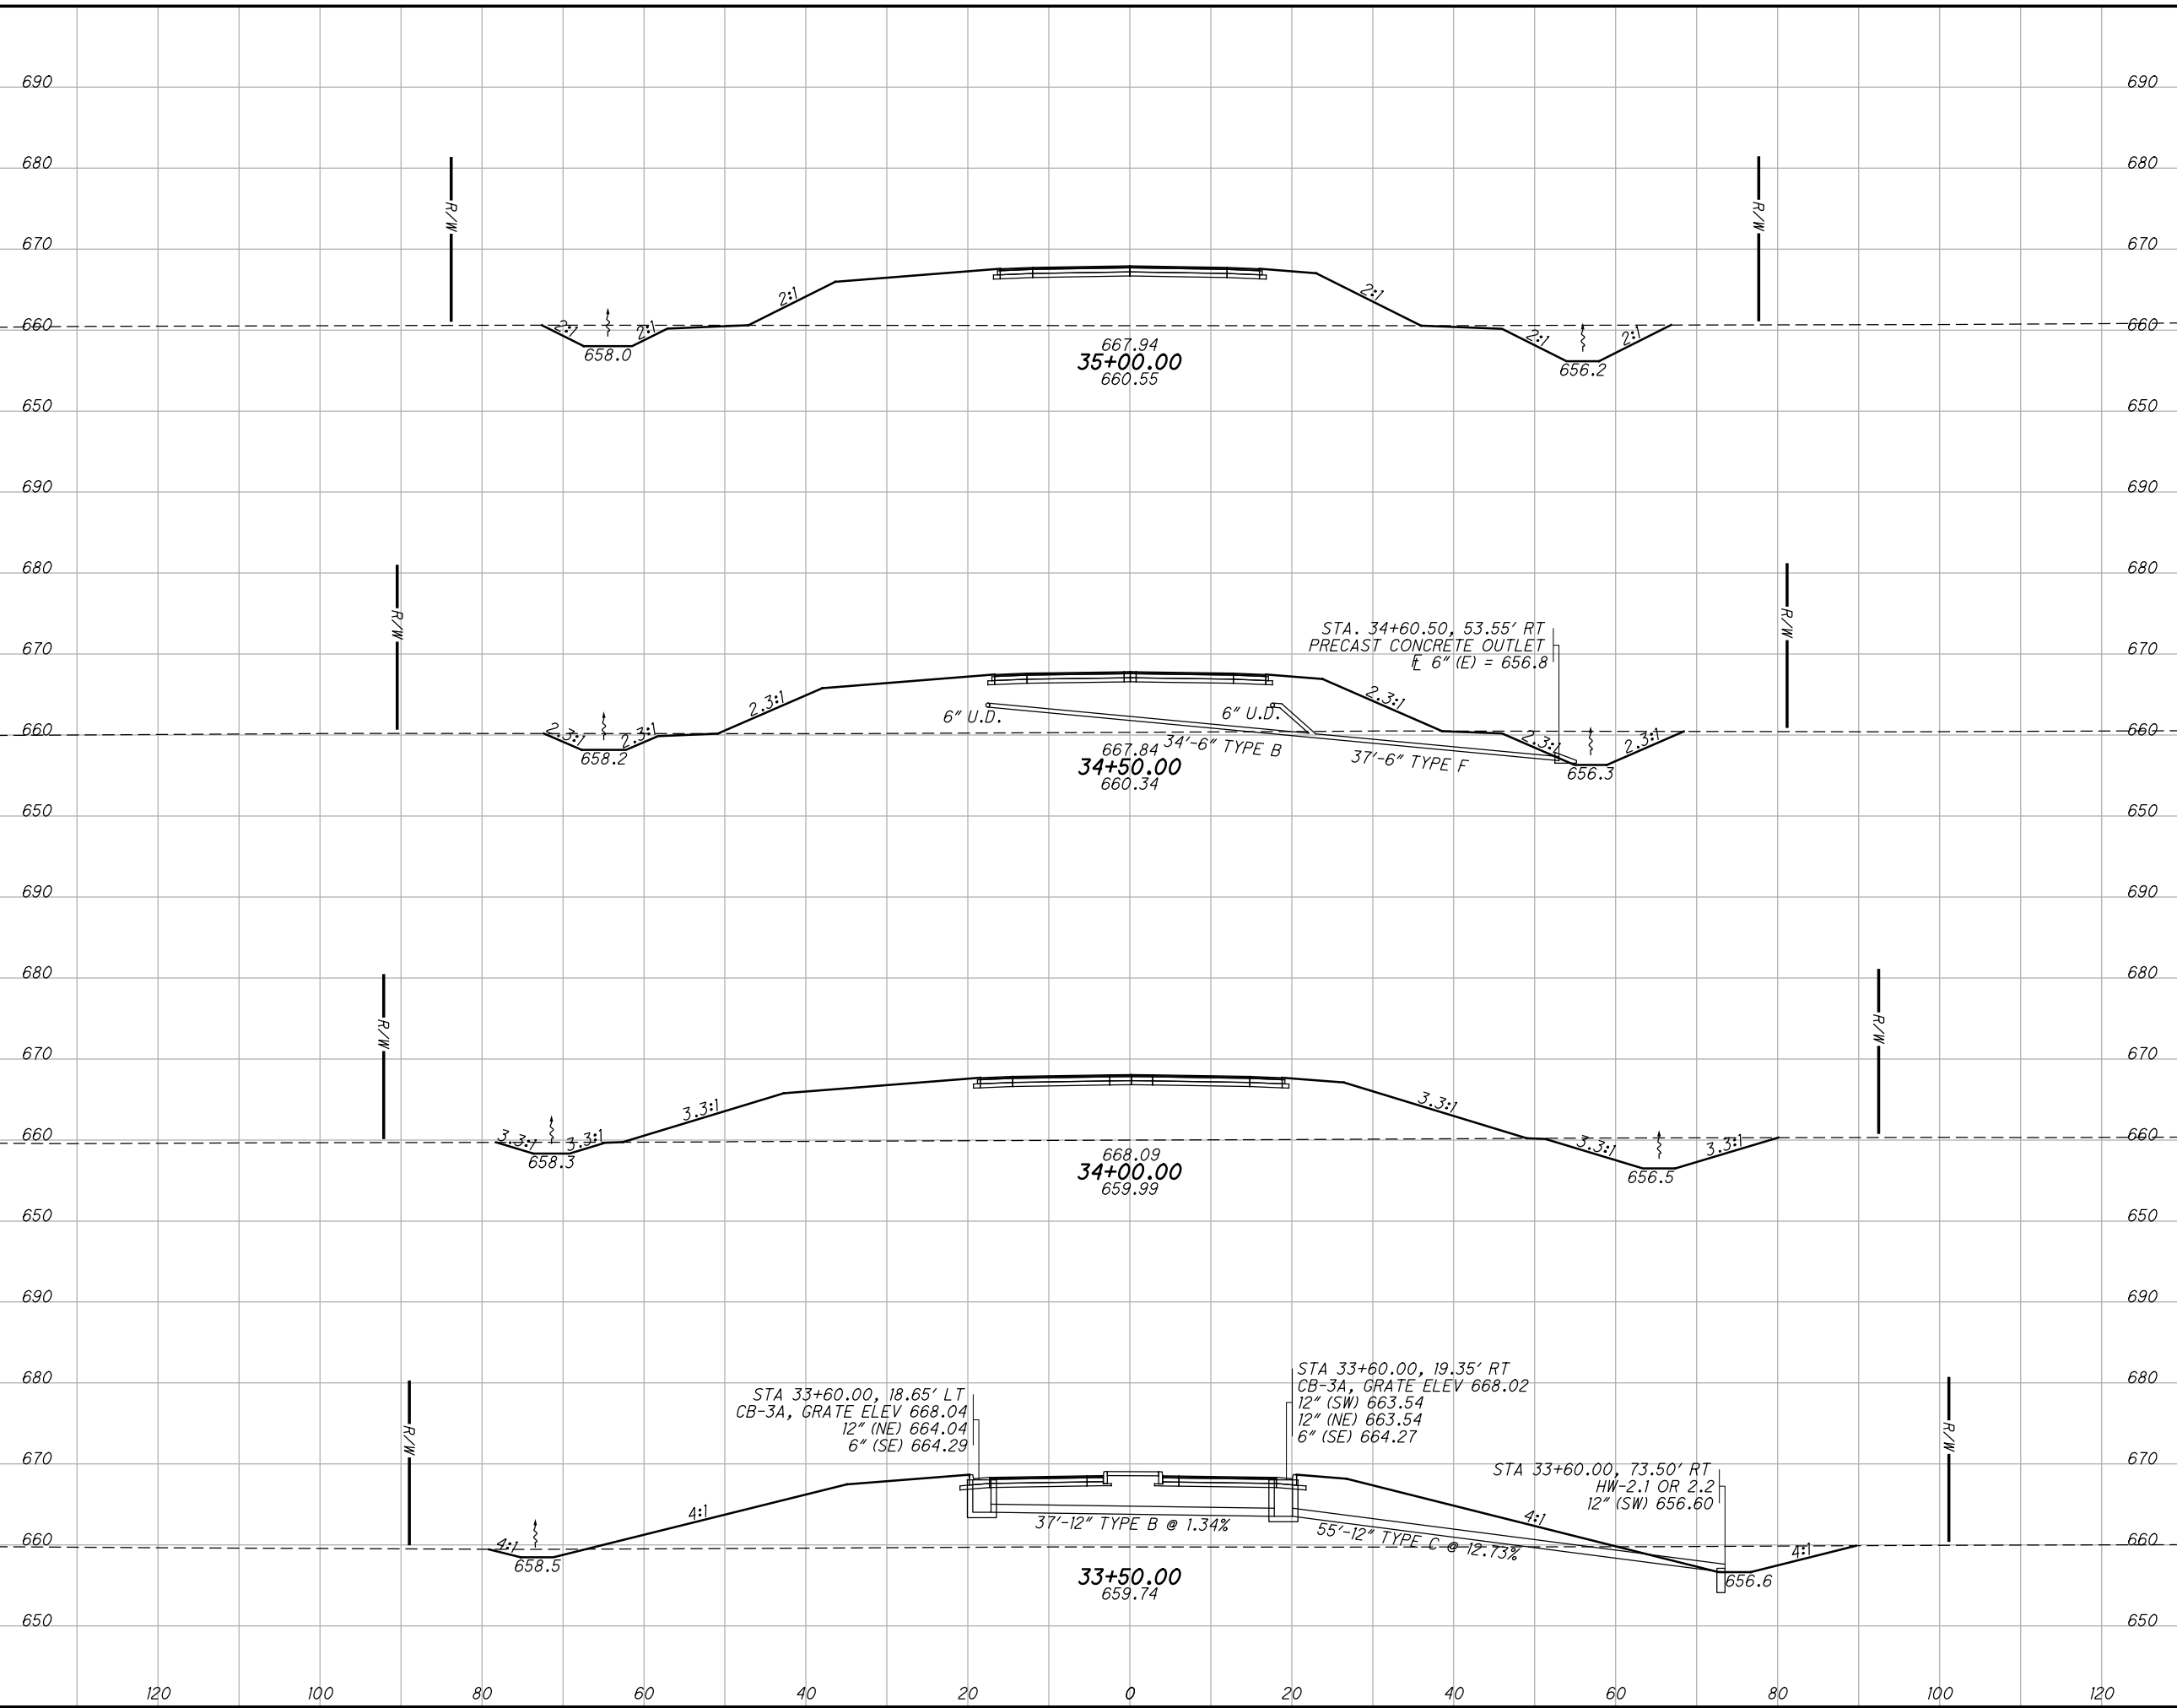 690 690
680 680
R/W R/W
670 670
2:1 2:1
660 2:1 2:1 2:1 2:1 660
658.0 667.94 656.2
35+00.00
660.55
650 650
690 690
680 680
R/W R/W
STA. 34+60.50, 53.55' RT
670 PRECAST CONCRETE OUTLET 670
6" (E) = 656.8
2.3:1 2.3:1
6" U.D. 6" U.D.
660 2.3:1 2.3:1 2.3:1 2.3:1 660
658.2 667.84 34'-6" TYPE B 37'-6" TYPE F 656.3
34+50.00
660.34
650 650
690 690
680 680
R/W R/W
670 670
3.3:1 3.3:1
660 3.3:1 3.3:1 3.3:1 3.3:1 660
658.3 668.09 656.5
34+00.00
659.99
650 650
690 690
680 680
STA 33+60.00, 18.65' LT
CB-3A, GRATE ELEV 668.04
12" (NE) 664.04
6" (SE) 664.29
STA 33+60.00, 19.35' RT
CB-3A, GRATE ELEV 668.02
12" (SW) 663.54
12" (NE) 663.54
6" (SE) 664.27
R/W R/W
670 670
STA 33+60.00, 73.50' RT
HW-2.1 OR 2.2
12" (SW) 656.60
4:1 4:1
37'-12" TYPE B @ 1.34%
55'-12" TYPE C @ 12.73%
660 4:1 4:1 660
658.5 656.6
33+50.00
659.74
650 650
120 100 80 60 40 20 0 20 40 60 80 100 120